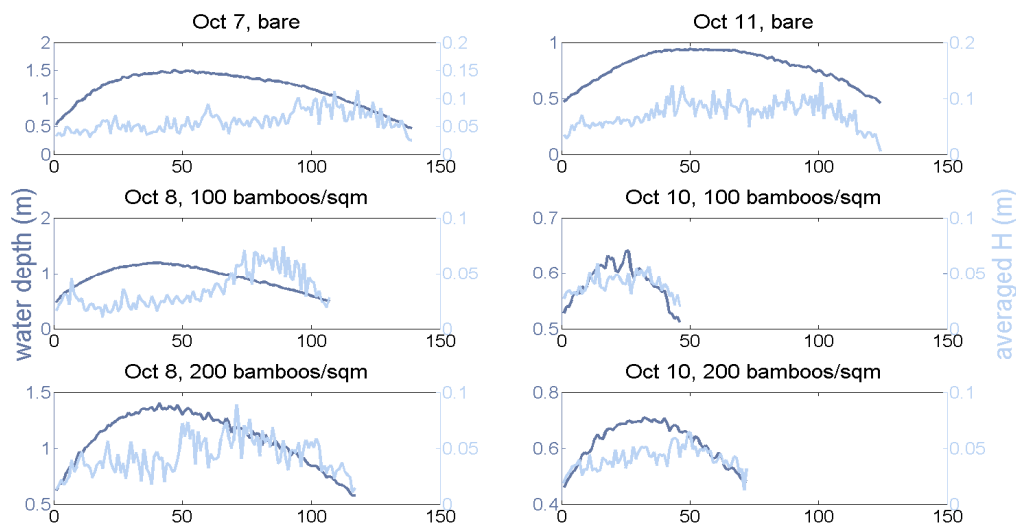 Oct 7, bare
2
1.5
1
0.5
0
0.2
0.15
0.1
0.05
0
0 50 100 150
Oct 11, bare
1
0.5
0
0.2
0.1
0
0 50 100 150
water depth (m)
Oct 8, 100 bamboos/sqm
2
1
0
0.1
0.05
0
0 50 100 150
Oct 10, 100 bamboos/sqm
0.7
0.6
0.5
0.1
0.05
0
0 50 100 150
averaged H (m)
Oct 8, 200 bamboos/sqm
1.5
1
0.5
0.1
0.05
0
0 50 100 150
Oct 10, 200 bamboos/sqm
0.8
0.6
0.4
0.1
0.05
0
0 50 100 150